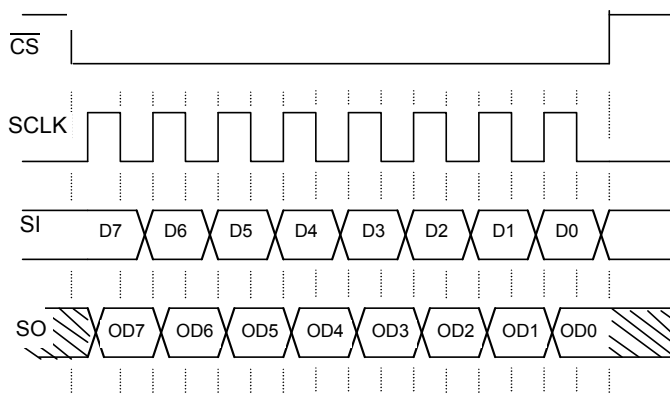 C̅S̅
SCLK
SI D7 D6 D5 D4 D3 D2 D1 D0
SO OD7 OD6 OD5 OD4 OD3 OD2 OD1 OD0